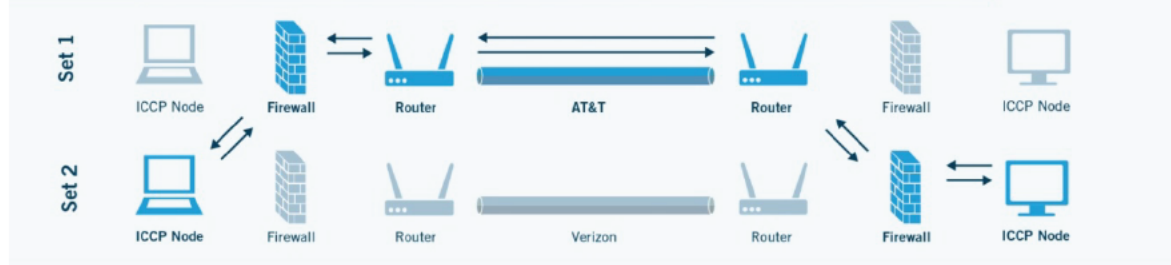 Set 1
ICCP Node Firewall Router AT&T Router Firewall ICCP Node
Set 2
ICCP Node Firewall Router Verizon Router Firewall ICCP Node